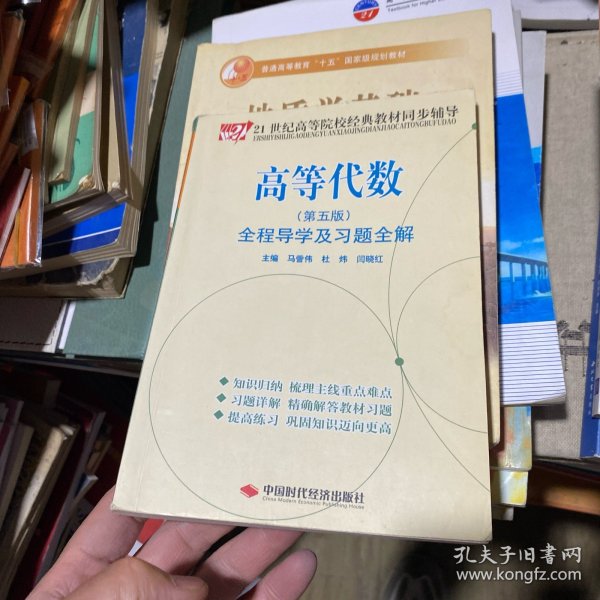 普通高等教育“十五”国家级规划教材
21世纪高等院校经典教材同步辅导
ERSHIYISHIJIGAODENGYUANXIAOJINGDIANJIAOCAITONGBUFUDAO
高等代数
(第五版)
全程导学及习题全解
主编 马訾伟 杜 炜 闫晓红
◆ 知识归纳 梳理主线重点难点
◆ 习题详解 精确解答教材习题
◆ 提高练习 巩固知识迈向更高
中国时代经济出版社
China Modern Economic Publishing House
孔夫子旧书网
www.kongfz.com